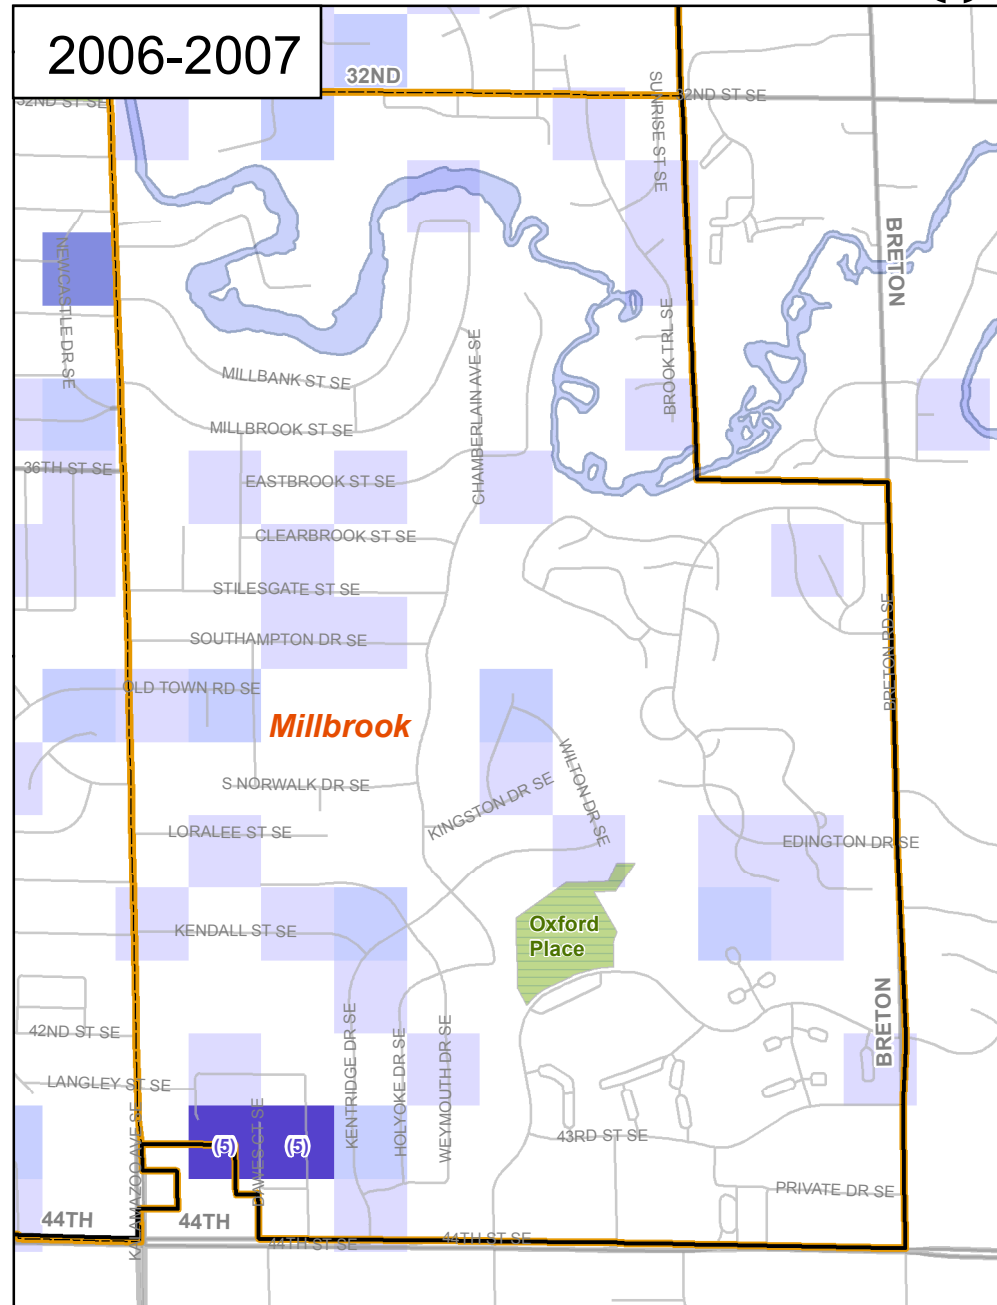 2006-2007
32ND
32ND ST SE
32ND ST SE
SUNRISE ST SE
BRETON
NEWCASTLE DR SE
BROOK TRL SE
CHAMBERLAIN AVE SE
MILLBANK ST SE
MILLBROOK ST SE
36TH ST SE
EASTBROOK ST SE
CLEARBROOK ST SE
STILESGATE ST SE
SOUTHAMPTON DR SE
BRETON RD SE
OLD TOWN RD SE
Millbrook
WILTON DR SE
S NORWALK DR SE
KINGSTON DR SE
LORALEE ST SE
EDINGTON DR SE
Oxford
Place
KENDALL ST SE
BRETON
42ND ST SE
KENTRIDGE DR SE
HOLYOKE DR SE
WEYMOUTH DR SE
LANGLEY ST SE
KALAMAZOO AVE SE
DAWES CT SE
(5)
(5)
43RD ST SE
PRIVATE DR SE
44TH
44TH
44TH ST SE
44TH ST SE